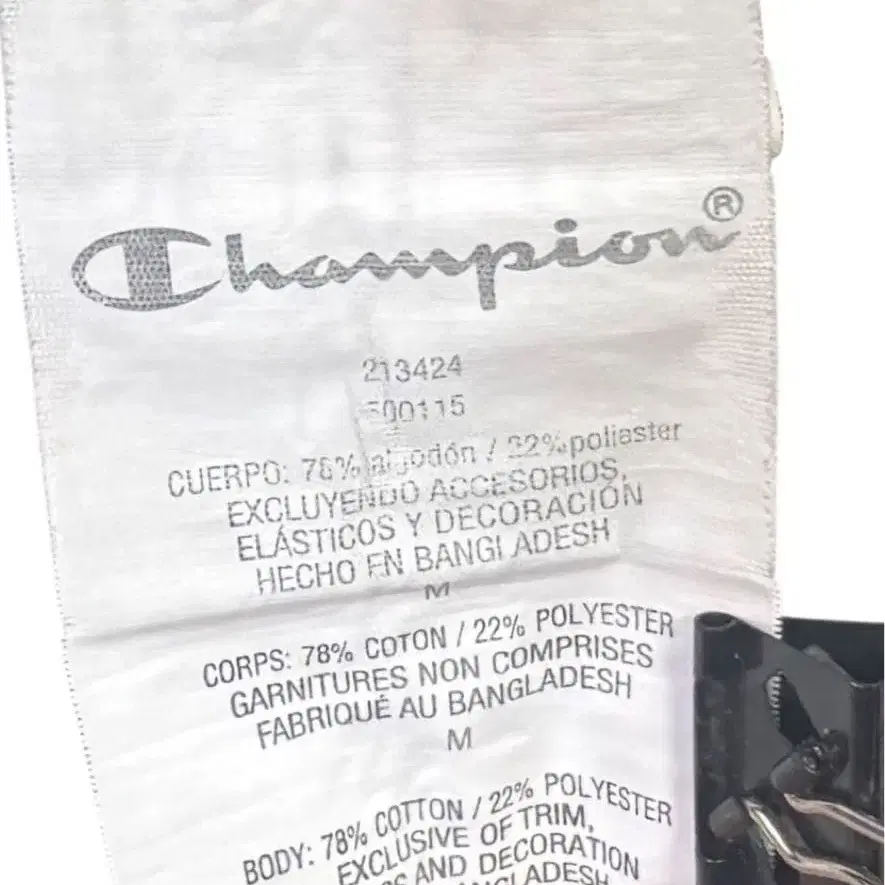 Champion®
213424
CUERPO: 78% algodón / 22% poliester
EXCLUYENDO ACCESORIOS,
ELÁSTICOS Y DECORACIÓN
HECHO EN BANGLADESH
M
CORPS: 78% COTON / 22% POLYESTER
GARNITURES NON COMPRISES
FABRIQUÉ AU BANGLADESH
M
BODY: 78% COTTON / 22% POLYESTER
EXCLUSIVE OF TRIM,
AND DECORATION